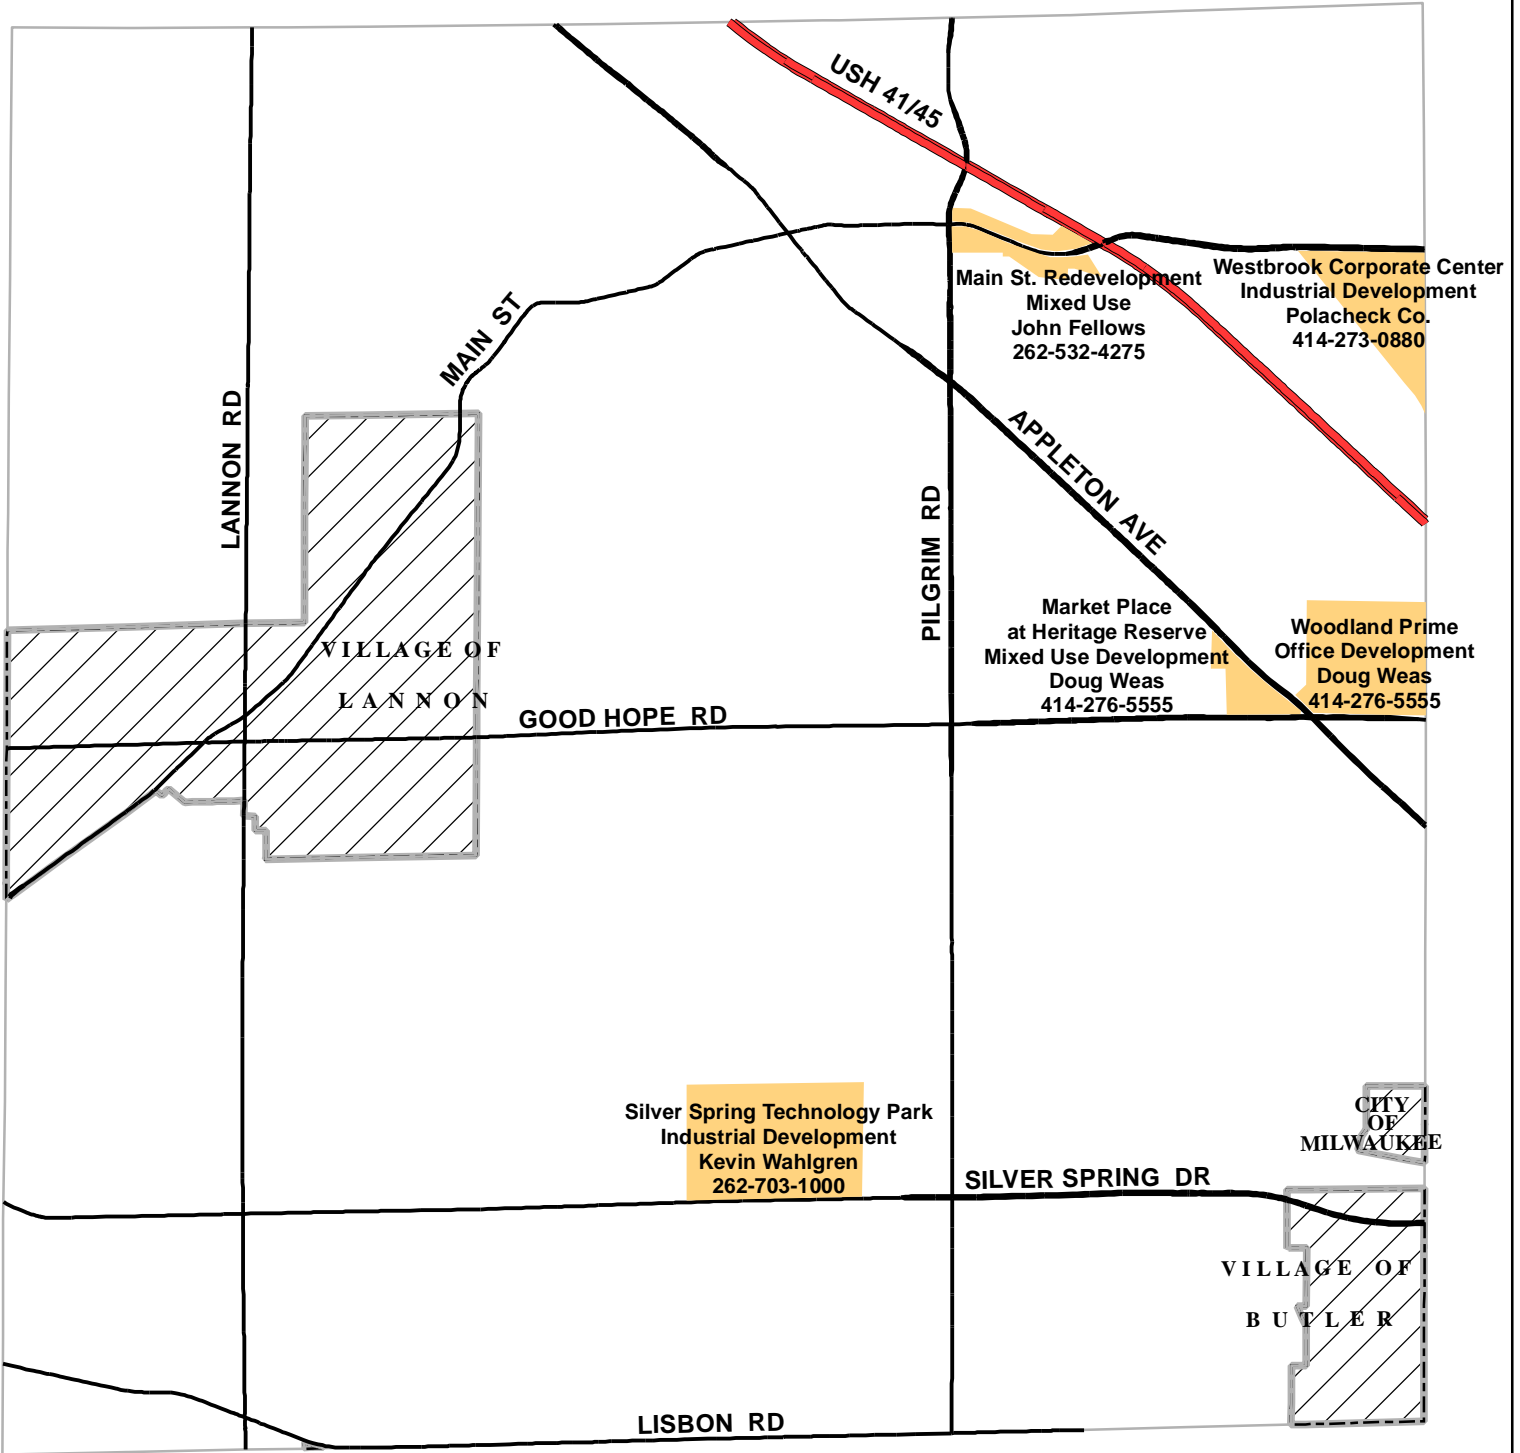 USH 41/45
Main St. Redevelopment
Mixed Use
John Fellows
262-532-4275
Westbrook Corporate Center
Industrial Development
Polacheck Co.
414-273-0880
MAIN ST
LANNON RD
APPLETON AVE
PILGRIM RD
Market Place
at Heritage Reserve
Mixed Use Development
Doug Weas
414-276-5555
Woodland Prime
Office Development
Doug Weas
414-276-5555
VILLAGE OF
LANNON
GOOD HOPE RD
Silver Spring Technology Park
Industrial Development
Kevin Wahlgren
262-703-1000
CITY
OF
MILWAUKEE
SILVER SPRING DR
VILLAGE OF
BUTLER
LISBON RD